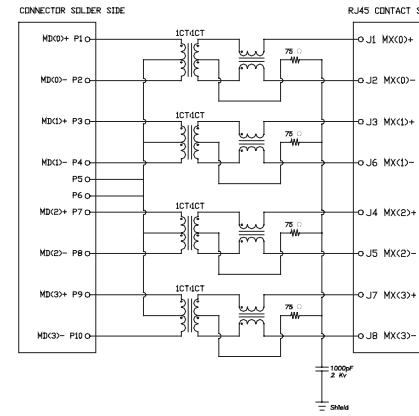 CONNECTOR SOLDER SIDE
RJ45 CONTACT S
MD(0)+ P1
1CT:1CT
75 Ω
J1 MX(0)+
MD(0)- P2
J2 MX(0)-
MD(1)+ P3
1CT:1CT
75 Ω
J3 MX(1)+
MD(1)- P4
J6 MX(1)-
P5
P6
MD(2)+ P7
1CT:1CT
75 Ω
J4 MX(2)+
MD(2)- P8
J5 MX(2)-
MD(3)+ P9
1CT:1CT
75 Ω
J7 MX(3)+
MD(3)- P10
J8 MX(3)-
1000pF
2 Kv
Shield